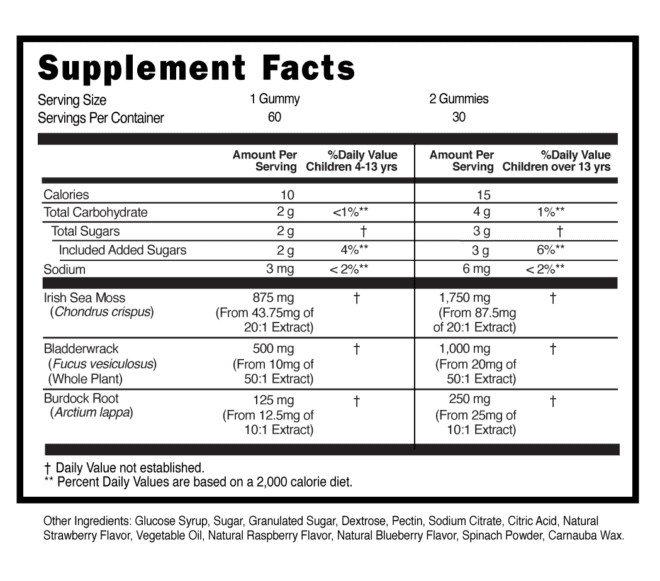 Supplement Facts
Serving Size 1 Gummy 2 Gummies
Servings Per Container 60 30
Amount Per %Daily Value Amount Per %Daily Value
Serving Children 4-13 yrs Serving Children over 13 yrs
Calories 10 15
Total Carbohydrate 2 g <1%** 4 g 1%**
Total Sugars 2 g † 3 g †
Included Added Sugars 2 g 4%** 3 g 6%**
Sodium 3 mg <2%** 6 mg <2%**
Irish Sea Moss 875 mg † 1,750 mg †
(Chondrus crispus) (From 43.75mg of (From 87.5mg
20:1 Extract) of 20:1 Extract)
Bladderwrack 500 mg † 1,000 mg †
(Fucus vesiculosus) (From 10mg of (From 20mg of
(Whole Plant) 50:1 Extract) 50:1 Extract)
Burdock Root 125 mg † 250 mg †
(Arctium lappa) (From 12.5mg of (From 25mg of
10:1 Extract) 10:1 Extract)
† Daily Value not established.
** Percent Daily Values are based on a 2,000 calorie diet.
Other Ingredients: Glucose Syrup, Sugar, Granulated Sugar, Dextrose, Pectin, Sodium Citrate, Citric Acid, Natural
Strawberry Flavor, Vegetable Oil, Natural Raspberry Flavor, Natural Blueberry Flavor, Spinach Powder, Carnauba Wax.